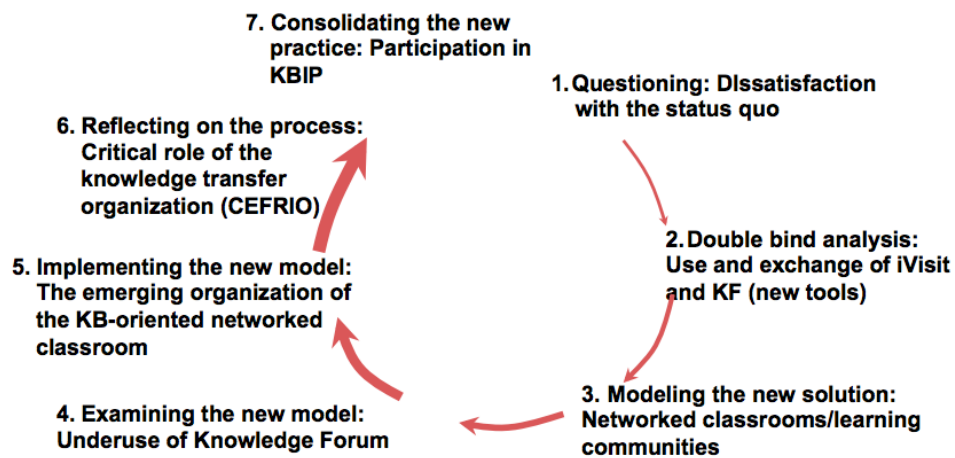 7. Consolidating the new
practice: Participation in
KBIP
1. Questioning: DIssatisfaction
with the status quo
6. Reflecting on the process:
Critical role of the
knowledge transfer
organization (CEFRIO)
2. Double bind analysis:
Use and exchange of iVisit
and KF (new tools)
5. Implementing the new model:
The emerging organization of
the KB-oriented networked
classroom
3. Modeling the new solution:
Networked classrooms/learning
communities
4. Examining the new model:
Underuse of Knowledge Forum